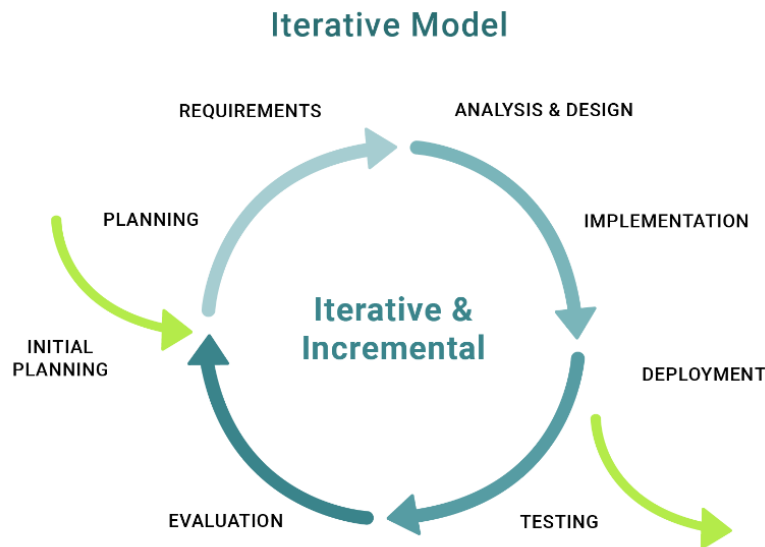 Iterative Model
REQUIREMENTS
ANALYSIS & DESIGN
PLANNING
IMPLEMENTATION
Iterative &
Incremental
INITIAL
PLANNING
DEPLOYMENT
EVALUATION
TESTING